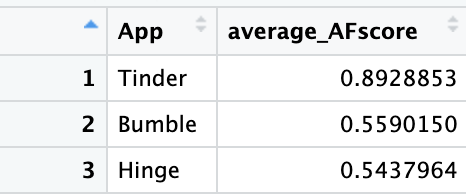 App average_AFscore
1 Tinder 0.8928853
2 Bumble 0.5590150
3 Hinge 0.5437964